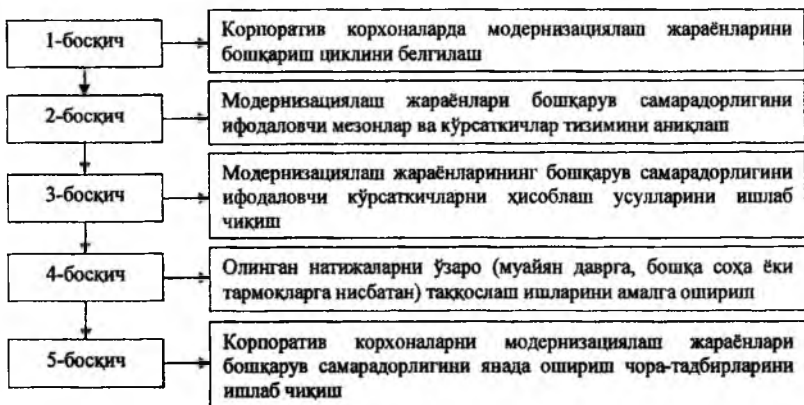 1-босқич
Корпоратив корхоналарда модернизациялаш жараёнларини
бошқариш циклини белгилаш
2-босқич
Модернизациялаш жараёнлари бошқарув самарадорлигини
ифодаловчи мезонлар ва кўрсаткичлар тизимини аниқлаш
3-босқич
Модернизациялаш жараёнларининг бошқарув самарадорлигини
ифодаловчи кўрсаткичларни ҳисоблаш усулларини ишлаб
чиқиш
4-босқич
Олинган натижаларни ўзаро (муайян даврга, бошқа соҳа ёки
тармоқларга нисбатан) таққослаш ишларини амалга ошириш
5-босқич
Корпоратив корхоналарни модернизациялаш жараёнлари
бошқарув самарадорлигини янада ошириш чора-тадбирларини
ишлаб чиқиш